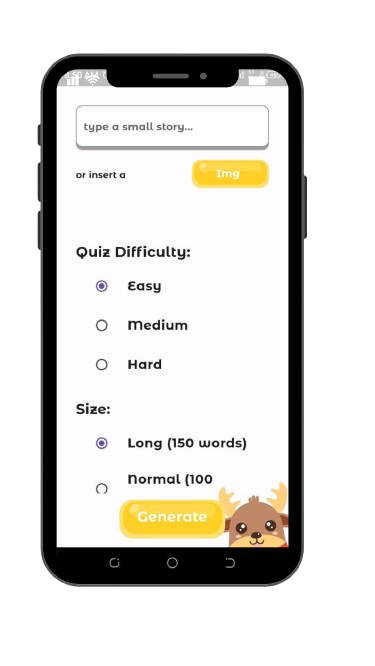 type a small story...
or insert a
Img
Quiz Difficulty:
Easy
Medium
Hard
Size:
Long (150 words)
Normal (100
Generate